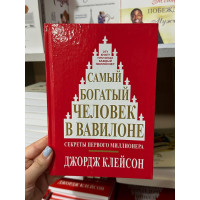 САМЫЙ
БОГАТЫЙ
ЧЕЛОВЕК
В ВАВИЛОНЕ
СЕКРЕТЫ ПЕРВОГО МИЛЛИОНЕРА
ДЖОРДЖ КЛЕЙСОН